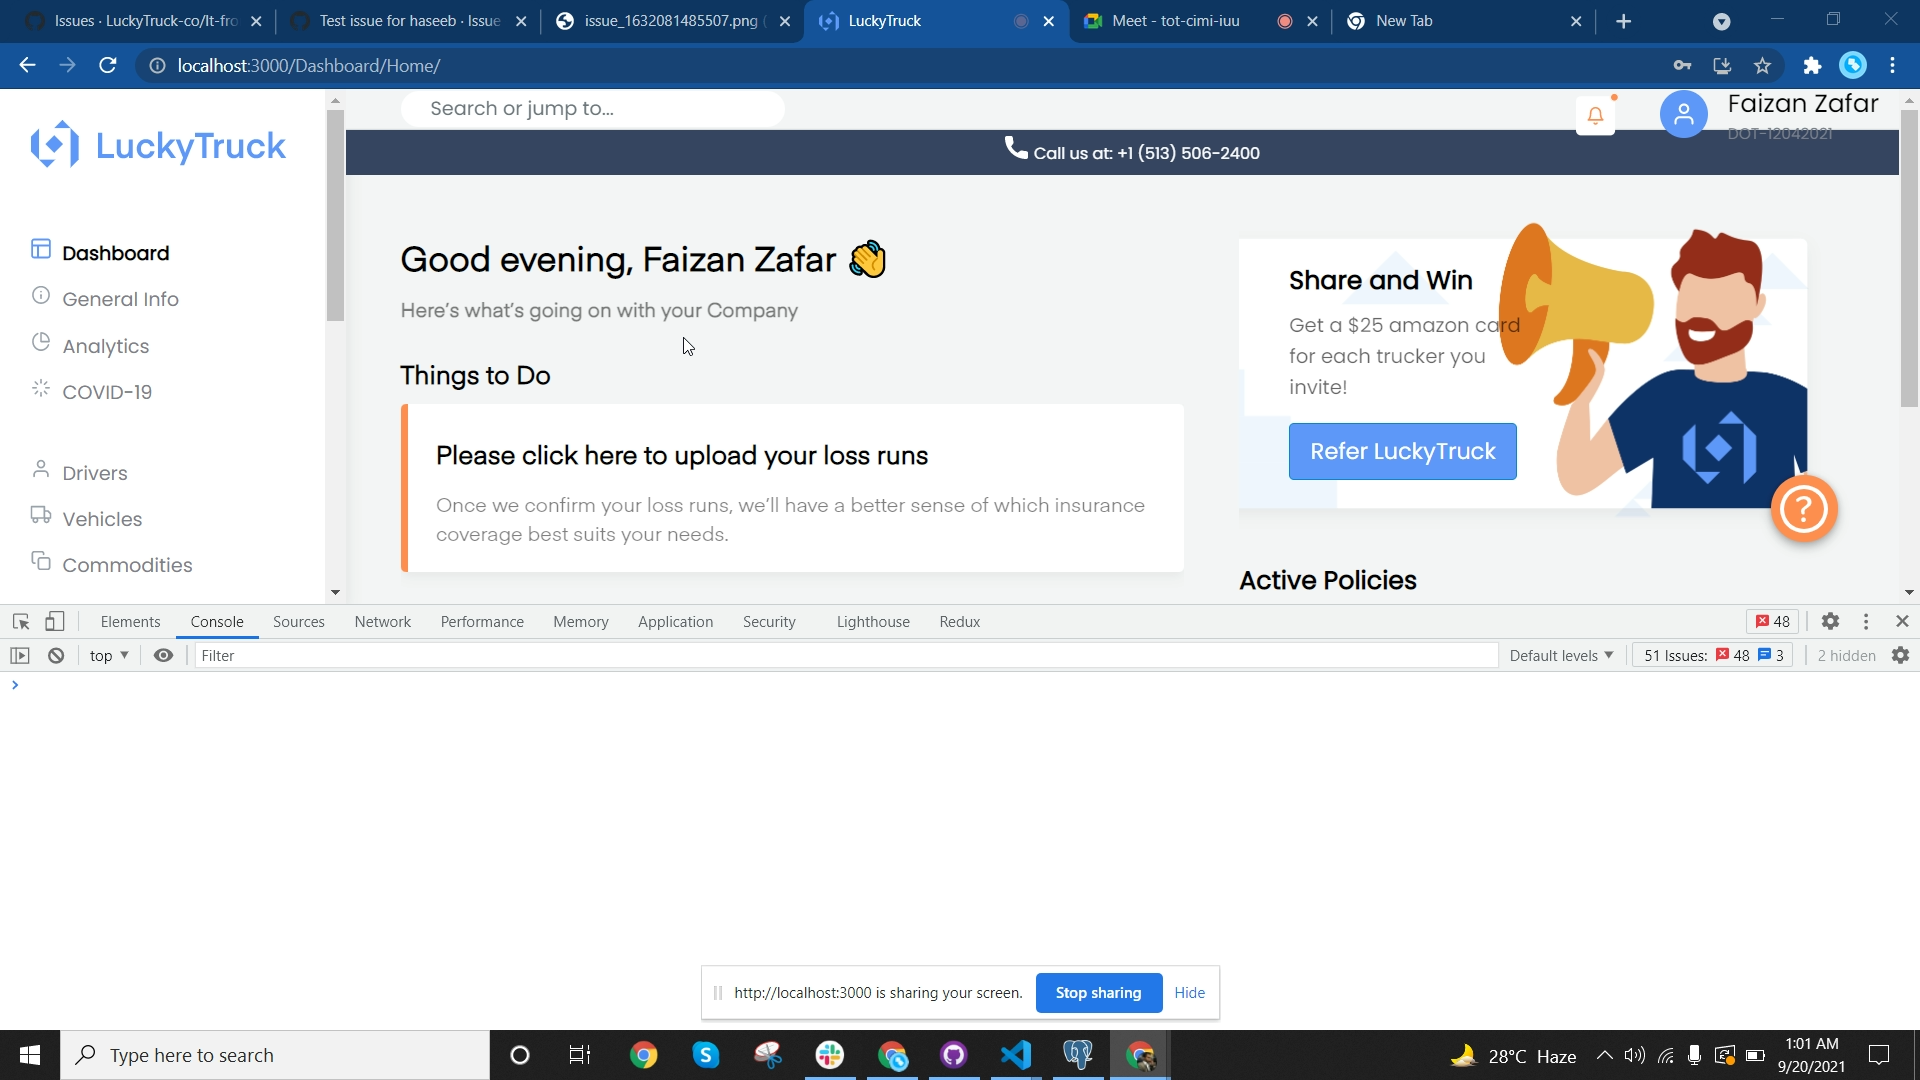 Issues · LuckyTruck-co/lt-fro
Test issue for haseeb · Issue
issue_1632081485507.png (
LuckyTruck
Meet - tot-cimi-iuu
New Tab
localhost:3000/Dashboard/Home/
LuckyTruck
Search or jump to...
Faizan Zafar
DOT-12042021
Call us at: +1 (513) 506-2400
Dashboard
General Info
Analytics
COVID-19
Drivers
Vehicles
Commodities
Good evening, Faizan Zafar 👋
Here's what's going on with your Company
Things to Do
Please click here to upload your loss runs
Once we confirm your loss runs, we'll have a better sense of which insurance
coverage best suits your needs.
Share and Win
Get a $25 amazon card
for each trucker you
invite!
Refer LuckyTruck
?
Active Policies
Elements Console Sources Network Performance Memory Application Security Lighthouse Redux 48
top Filter Default levels 51 Issues: 48 3 2 hidden
http://localhost:3000 is sharing your screen. Stop sharing Hide
Type here to search
28°C Haze
1:01 AM
9/20/2021